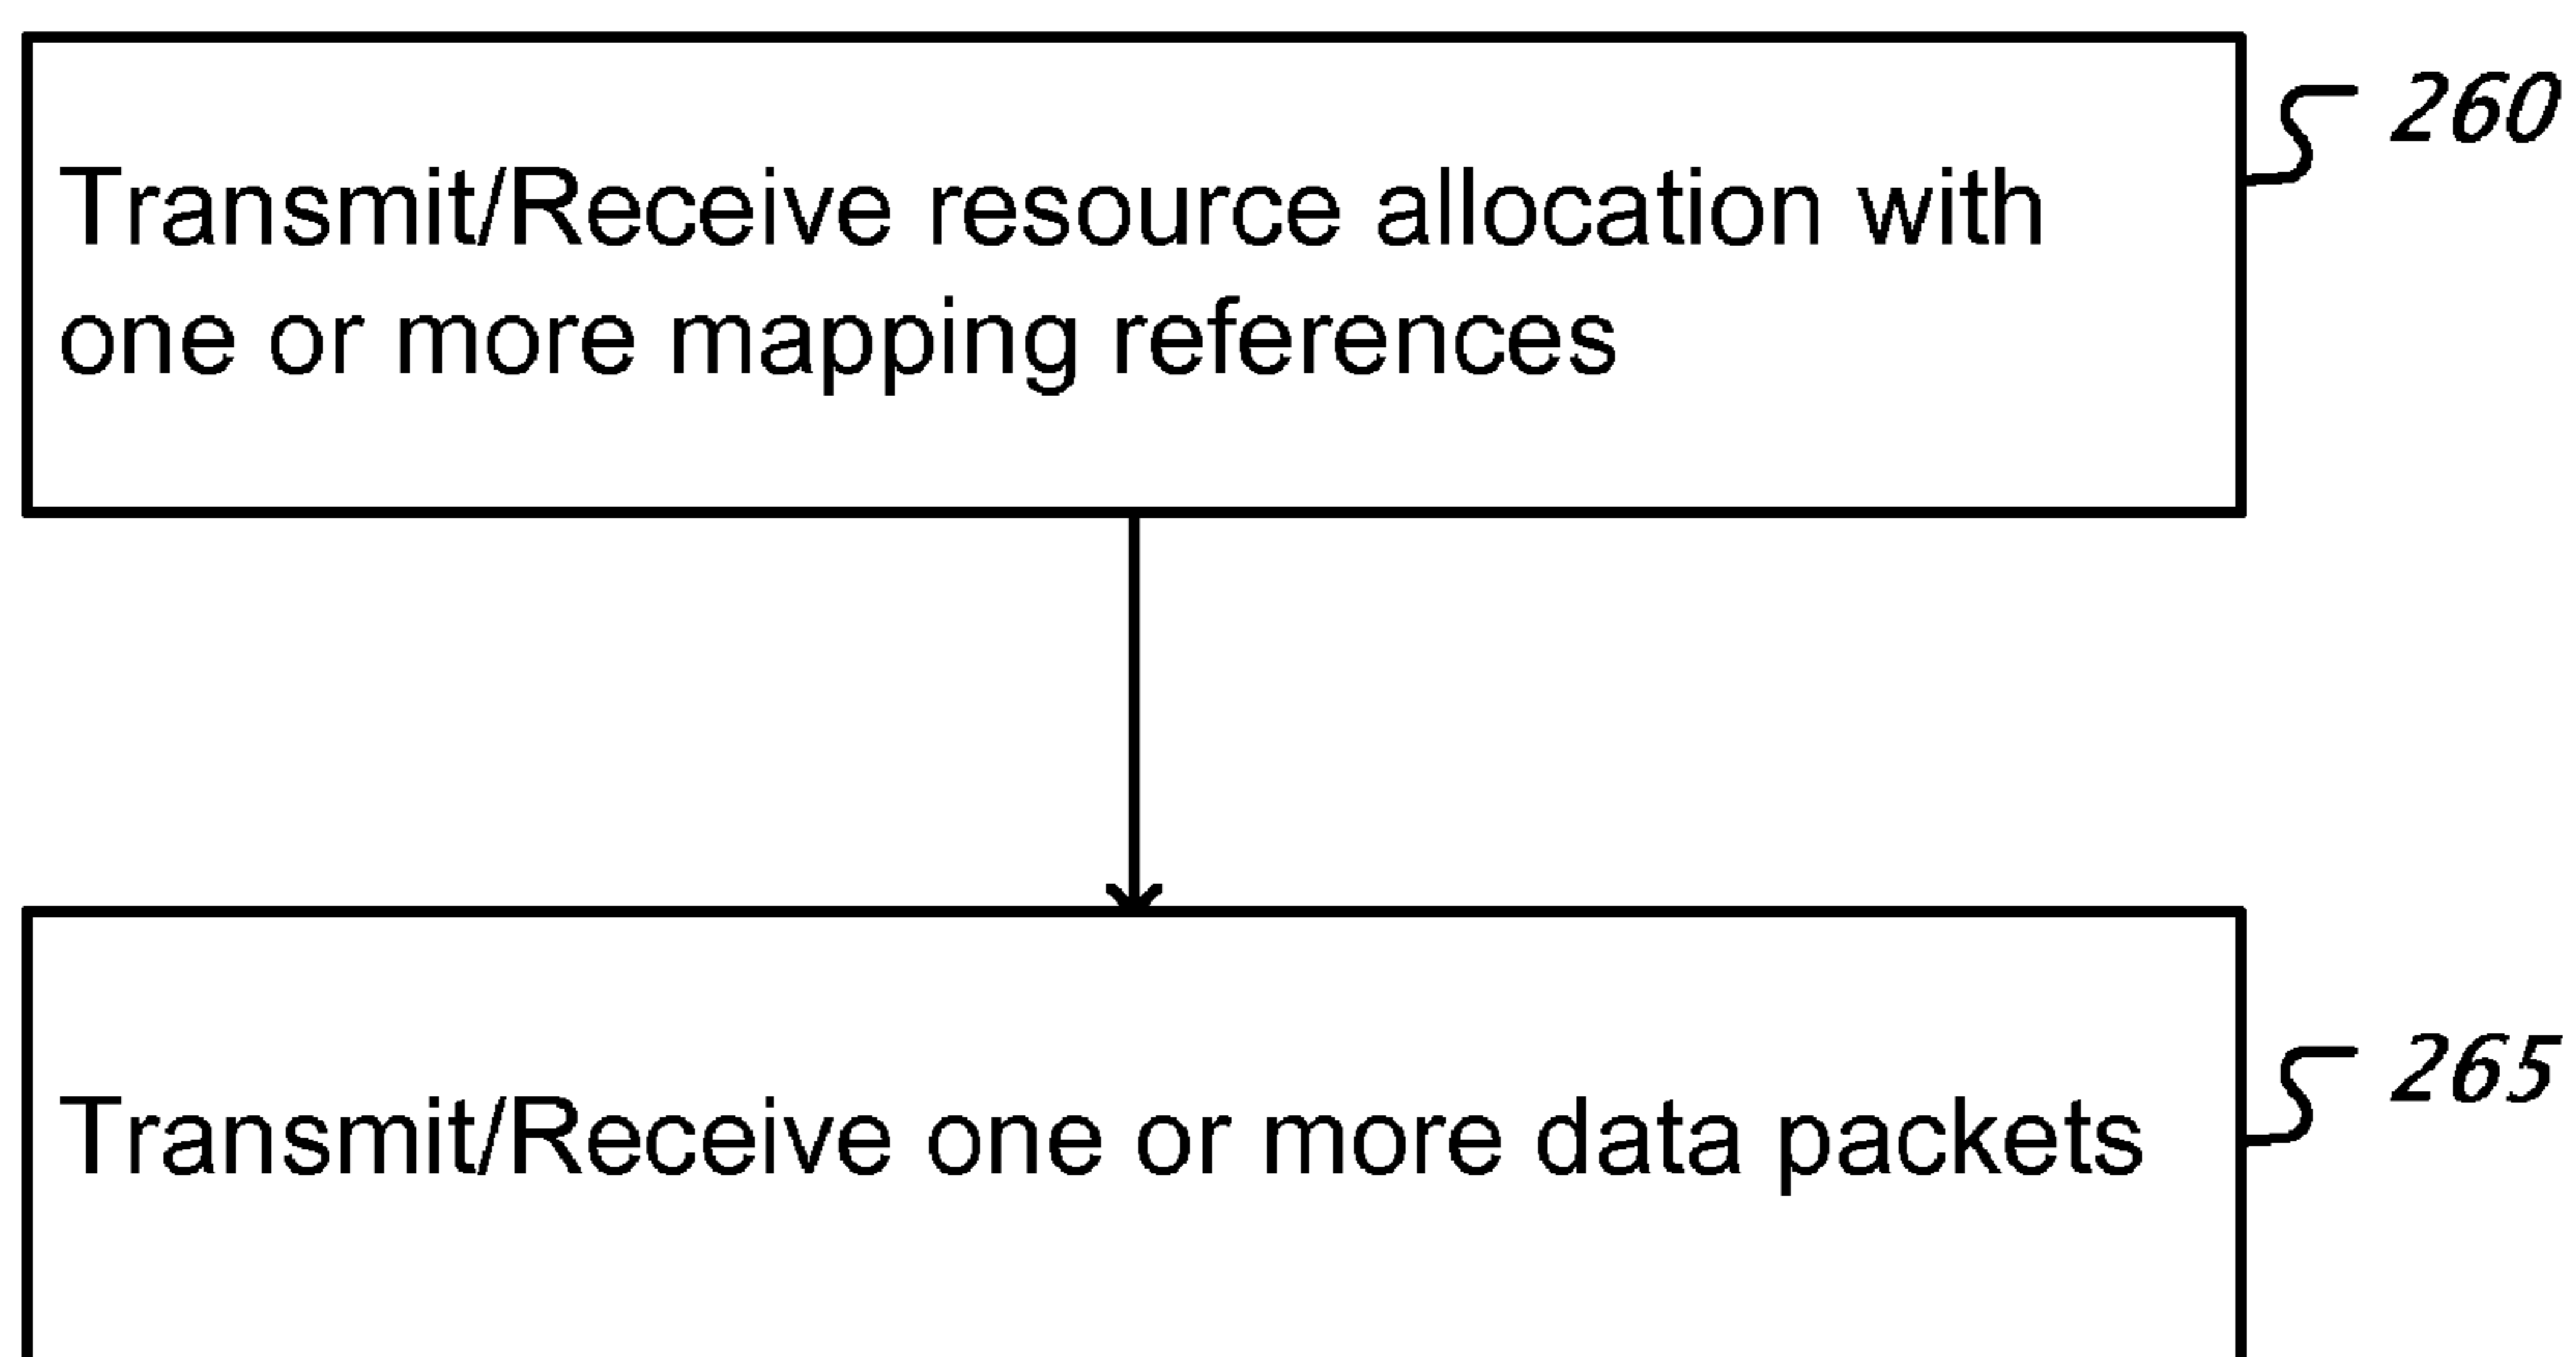 260
Transmit/Receive resource allocation with
one or more mapping references
265
Transmit/Receive one or more data packets